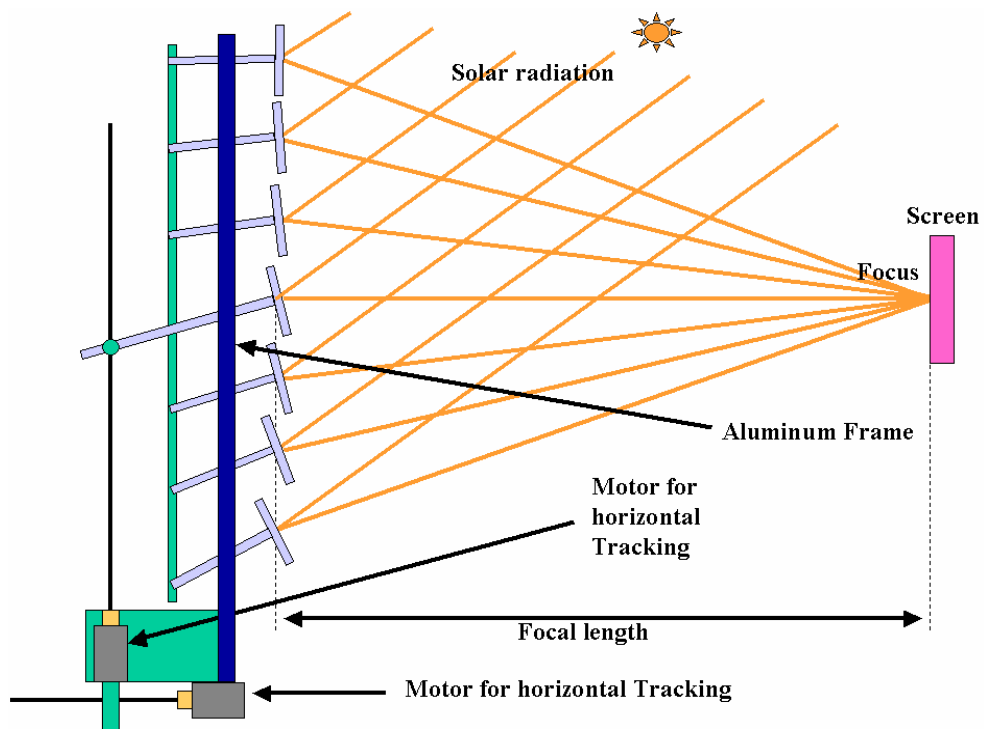 Solar radiation
Screen
Focus
Aluminum Frame
Motor for
horizontal
Tracking
Focal length
Motor for horizontal Tracking